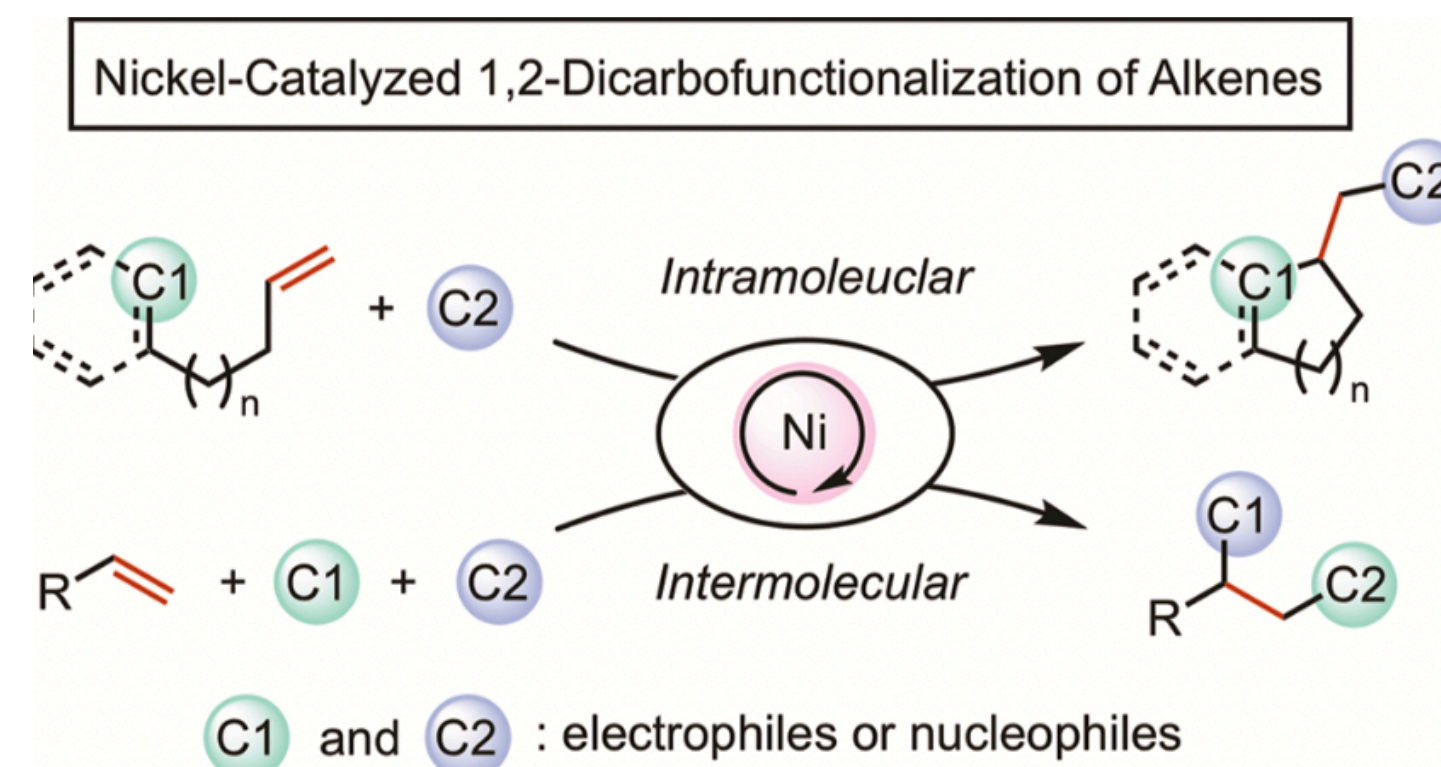 Nickel-Catalyzed 1,2-Dicarbofunctionalization of Alkenes
C1
n
+
C2
Intramoleuclar
C1
C2
n
Ni
R
+
C1
+
C2
Intermolecular
C1
R
C2
C1 and C2 : electrophiles or nucleophiles